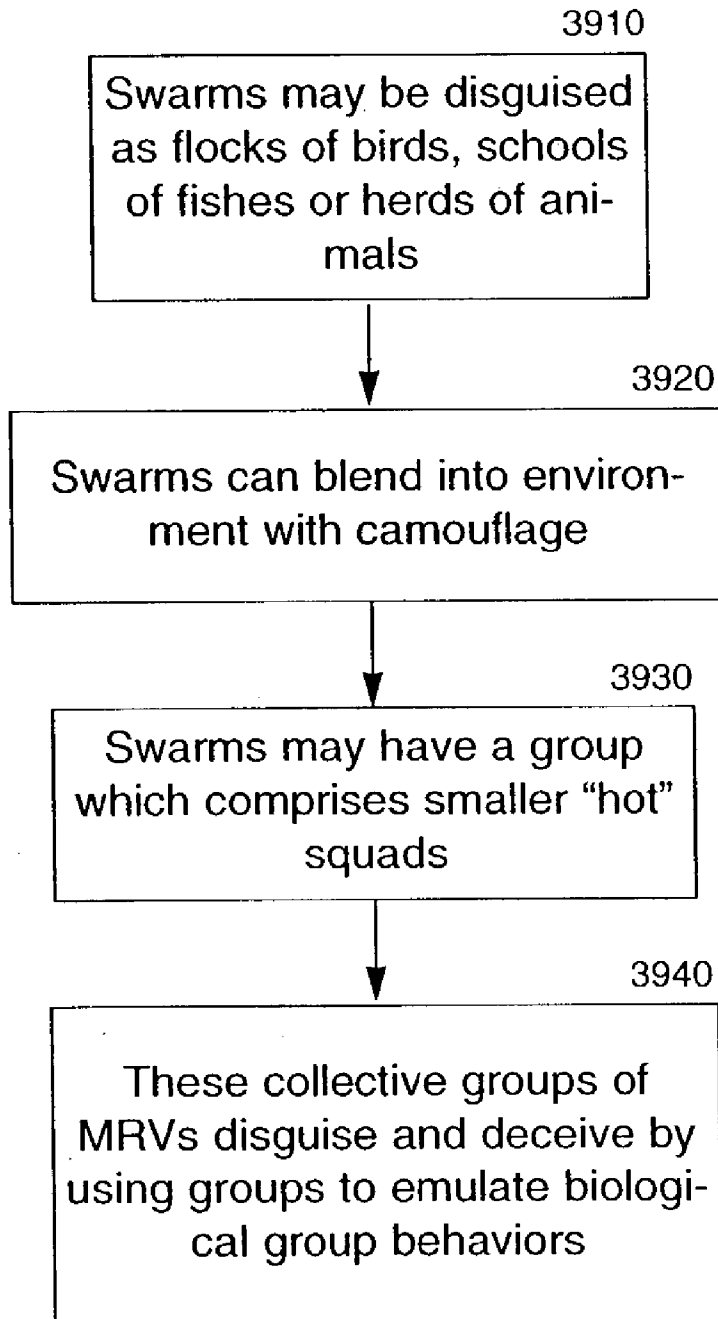 3910
Swarms may be disguised
as flocks of birds, schools
of fishes or herds of ani-
mals
3920
Swarms can blend into environ-
ment with camouflage
3930
Swarms may have a group
which comprises smaller “hot”
squads
3940
These collective groups of
MRVs disguise and deceive by
using groups to emulate biologi-
cal group behaviors